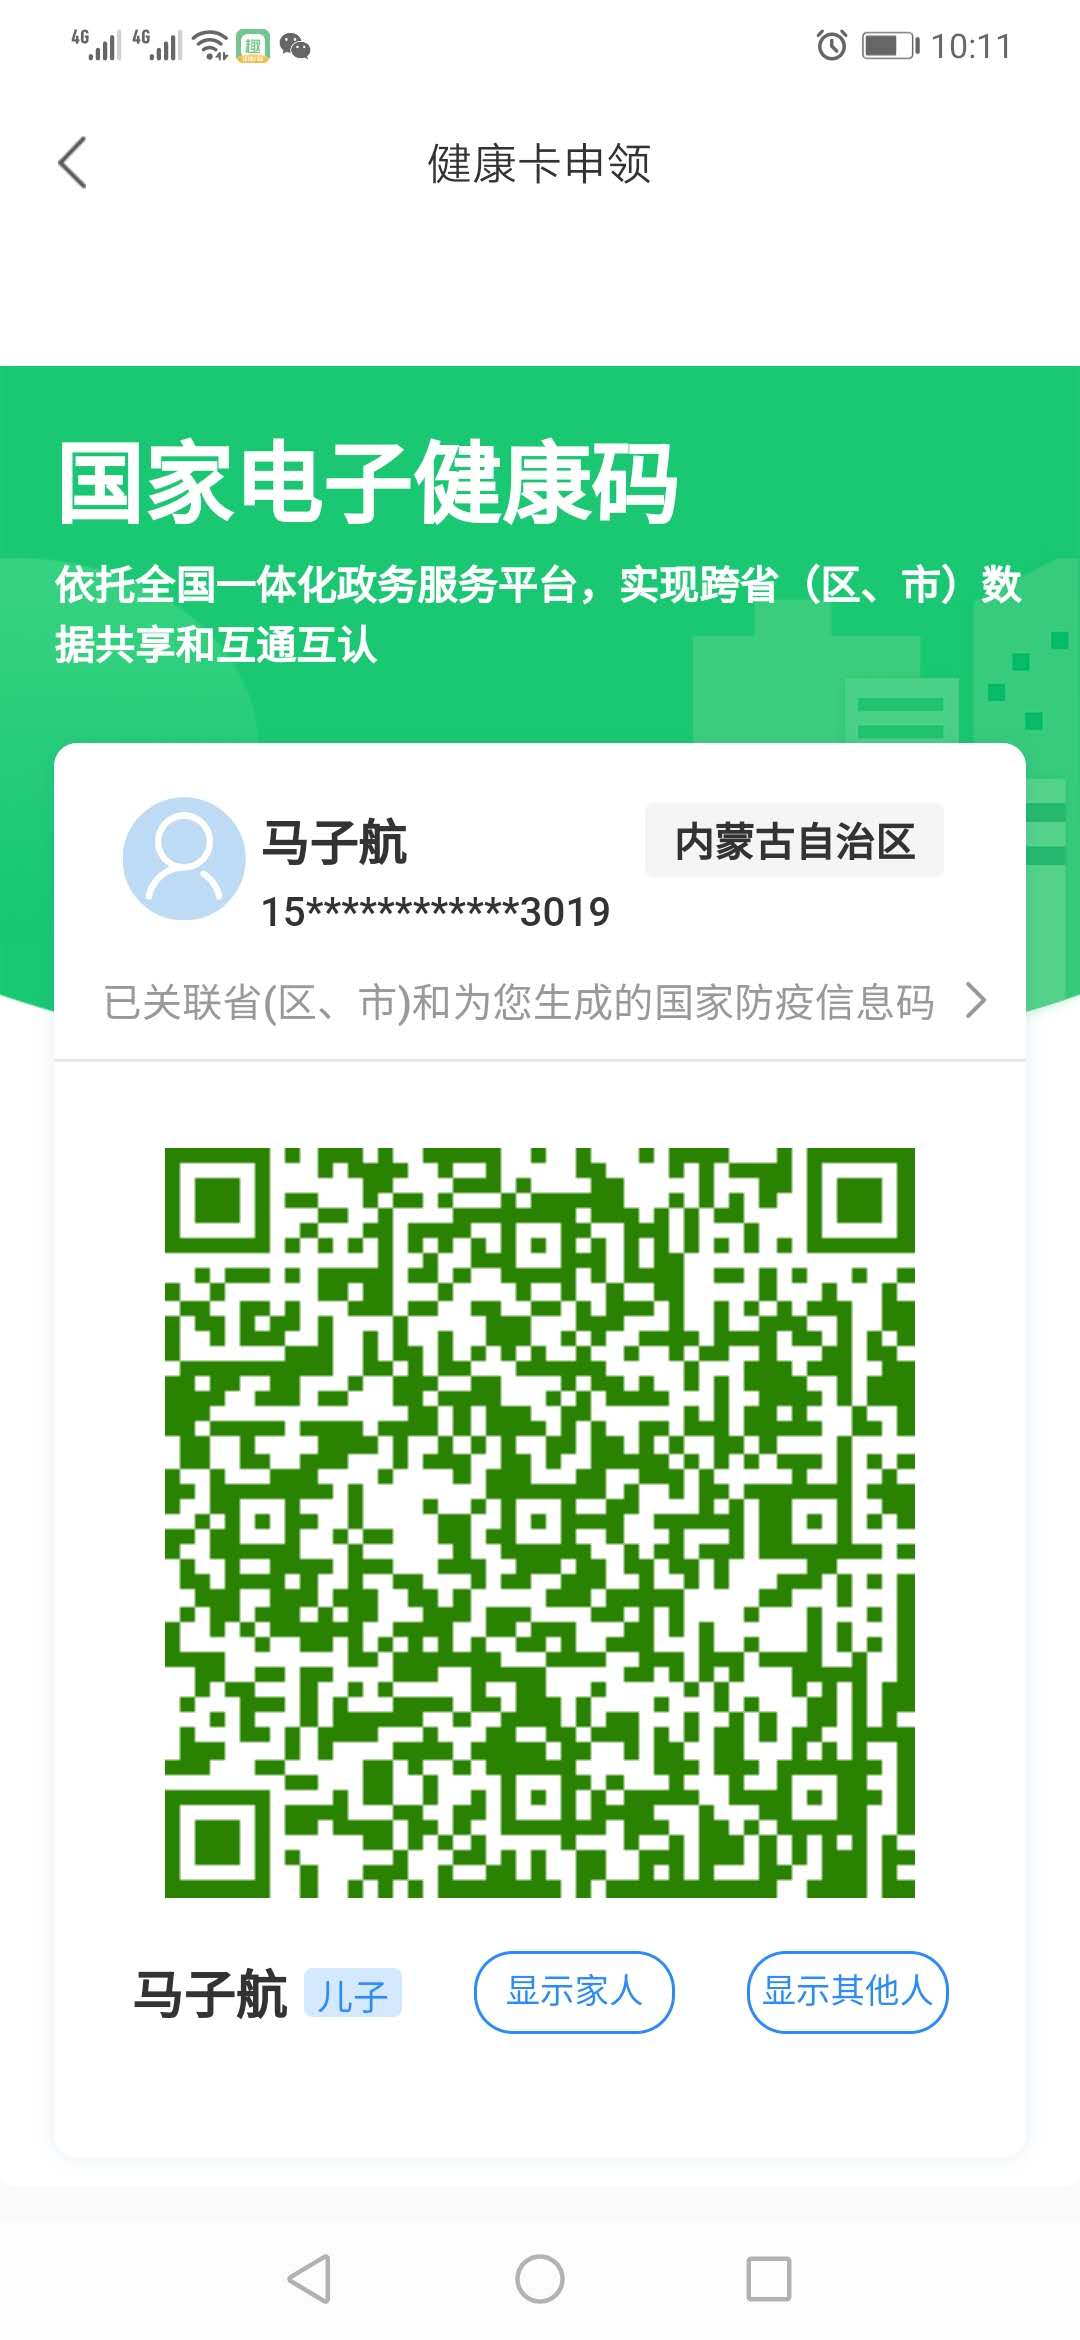 4G 4G 趣 10:11
健康卡申领
国家电子健康码
依托全国一体化政务服务平台，实现跨省（区、市）数
据共享和互通互认
马子航
内蒙古自治区
15************3019
已关联省(区、市)和为您生成的国家防疫信息码
马子航 儿子 显示家人 显示其他人